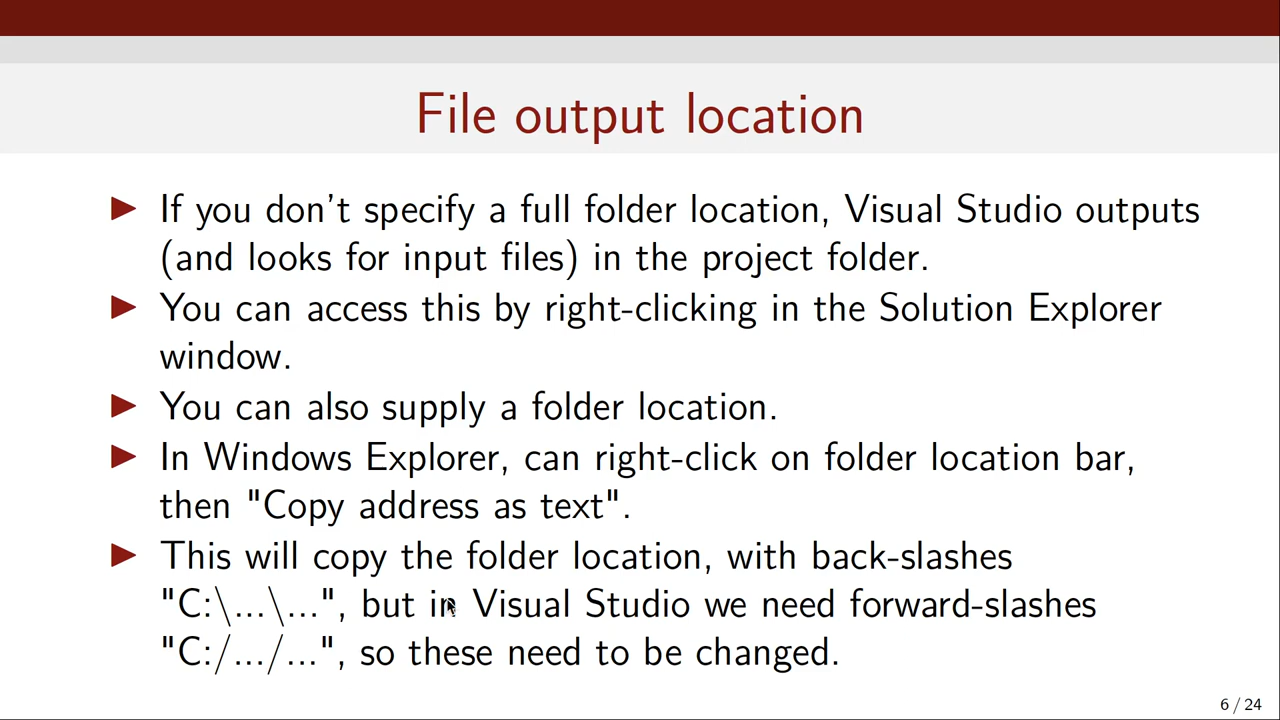 File output location
If you don't specify a full folder location, Visual Studio outputs
(and looks for input files) in the project folder.
You can access this by right-clicking in the Solution Explorer
window.
You can also supply a folder location.
In Windows Explorer, can right-click on folder location bar,
then "Copy address as text".
This will copy the folder location, with back-slashes
"C:\...\...", but in Visual Studio we need forward-slashes
"C:/.../...", so these need to be changed.
6 / 24